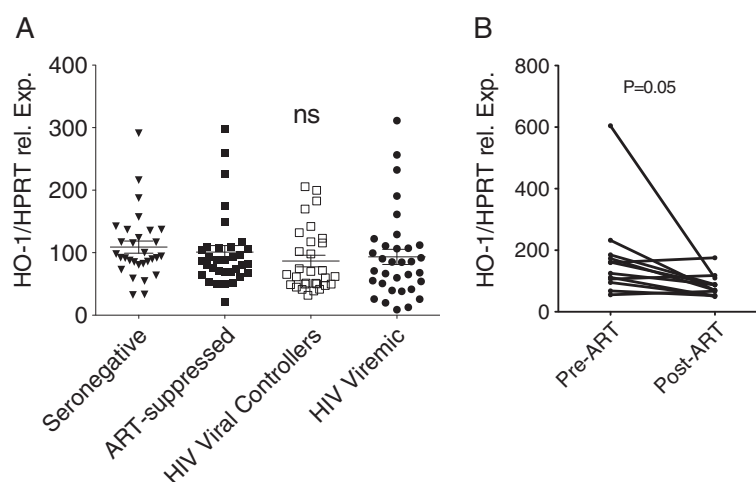 A
HO-1/HPRT rel. Exp.
400
300
200
100
0
ns
Seronegative
ART-suppressed
HIV Viral Controllers
HIV Viremic
B
HO-1/HPRT rel. Exp.
800
600
400
200
0
P=0.05
Pre-ART
Post-ART